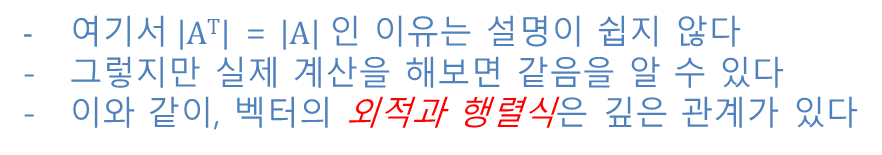 - 여기서 |Aᵀ| = |A| 인 이유는 설명이 쉽지 않다
- 그렇지만 실제 계산을 해보면 같음을 알 수 있다
- 이와 같이, 벡터의 외적과 행렬식은 깊은 관계가 있다